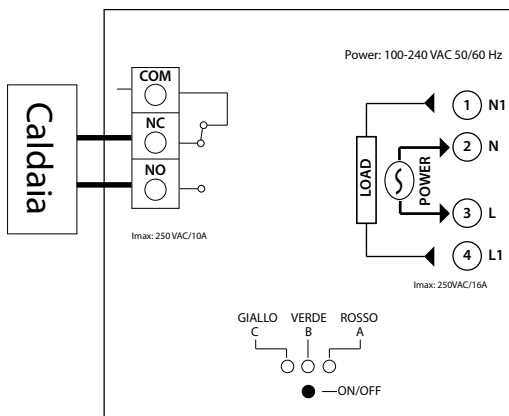 Caldaia
COM
NC
NO
Imax: 250 VAC/10A
Power: 100-240 VAC 50/60 Hz
LOAD
POWER
1 N1
2 N
3 L
4 L1
Imax: 250VAC/16A
GIALLO VERDE ROSSO
C B A
ON/OFF